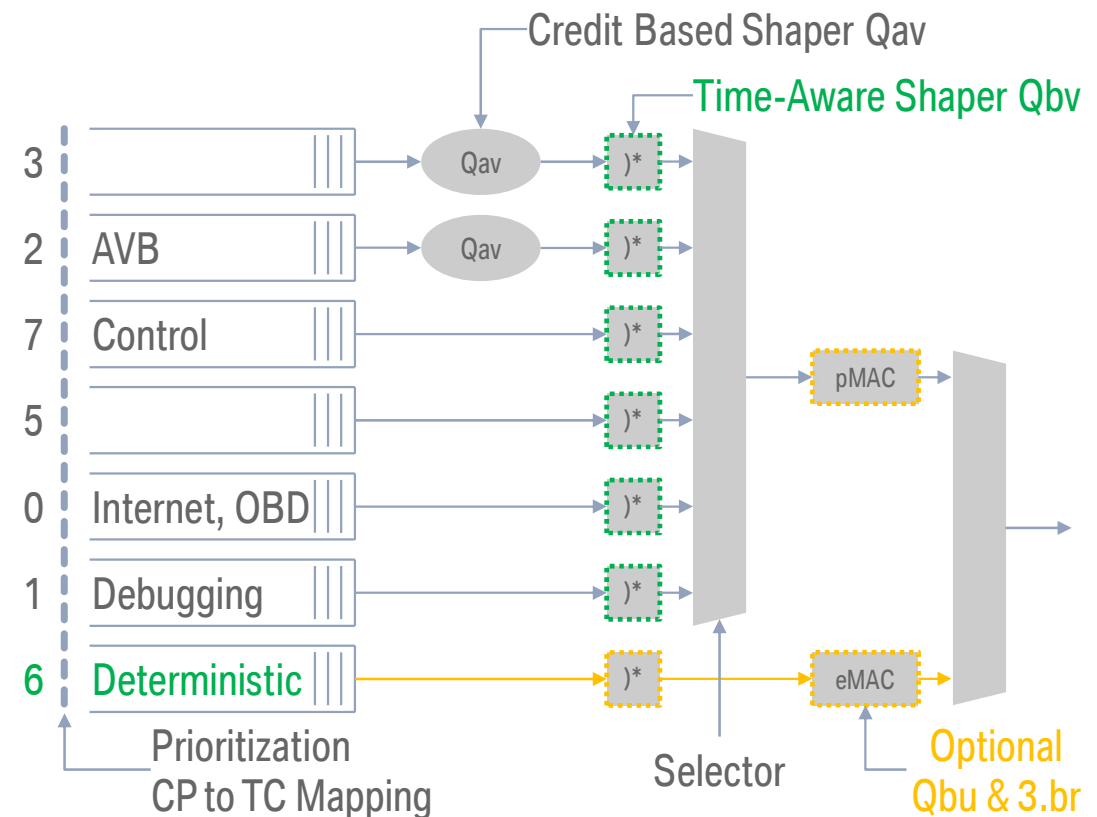 Credit Based Shaper Qav
Time-Aware Shaper Qbv
3
Qav
)*
2
AVB
Qav
)*
7
Control
)*
pMAC
5
)*
0
Internet, OBD
)*
1
Debugging
)*
6
Deterministic
)*
eMAC
Prioritization
CP to TC Mapping
Selector
Optional
Qbu & 3.br